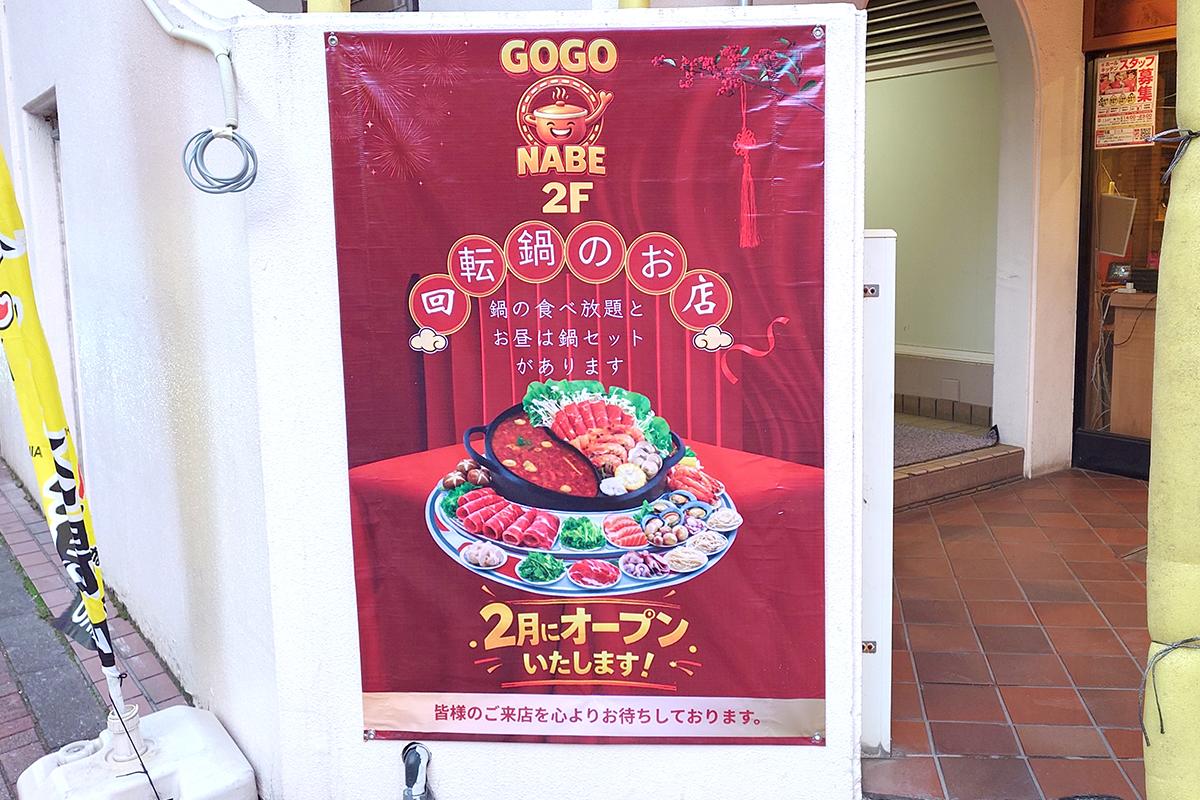 GOGO
NABE
2F
回転鍋のお店
鍋の食べ放題と
お昼は鍋セット
があります
2月にオープン
いたします!
皆様のご来店を心よりお待ちしております。
スタッフ
募集